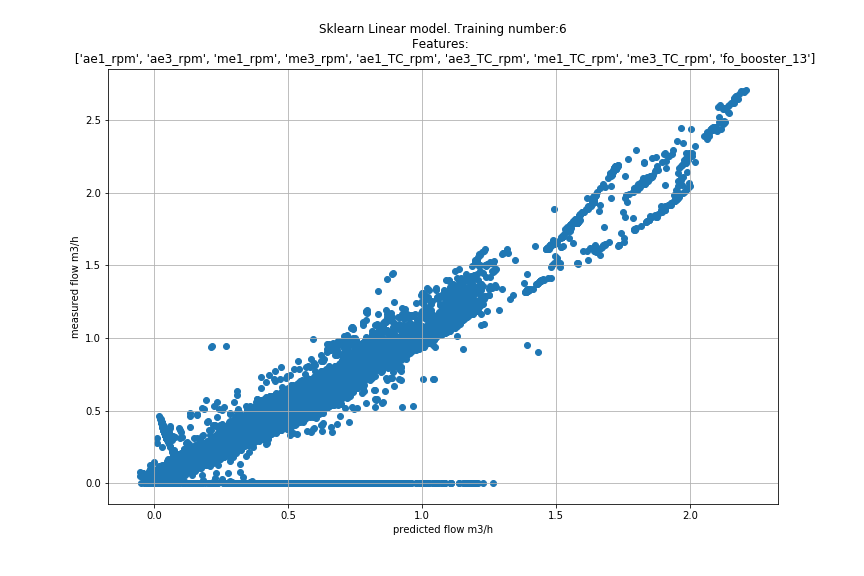 Sklearn Linear model. Training number:6
Features:
['ae1_rpm', 'ae3_rpm', 'me1_rpm', 'me3_rpm', 'ae1_TC_rpm', 'ae3_TC_rpm', 'me1_TC_rpm', 'me3_TC_rpm', 'fo_booster_13']
measured flow m3/h
2.5
2.0
1.5
1.0
0.5
0.0
0.0 0.5 1.0 1.5 2.0
predicted flow m3/h